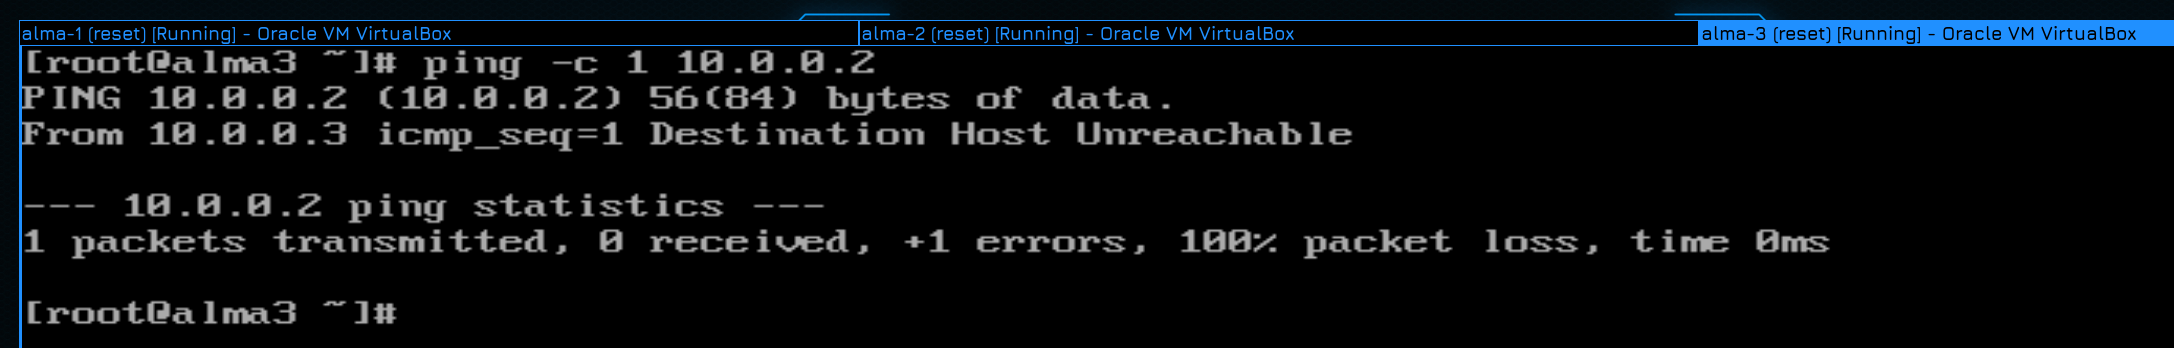 alma-1 (reset) [Running] - Oracle VM VirtualBox
alma-2 (reset) [Running] - Oracle VM VirtualBox
alma-3 (reset) [Running] - Oracle VM VirtualBox
[root@alma3 ~]# ping -c 1 10.0.0.2
PING 10.0.0.2 (10.0.0.2) 56(84) bytes of data.
From 10.0.0.3 icmp_seq=1 Destination Host Unreachable
--- 10.0.0.2 ping statistics ---
1 packets transmitted, 0 received, +1 errors, 100% packet loss, time 0ms
[root@alma3 ~]#